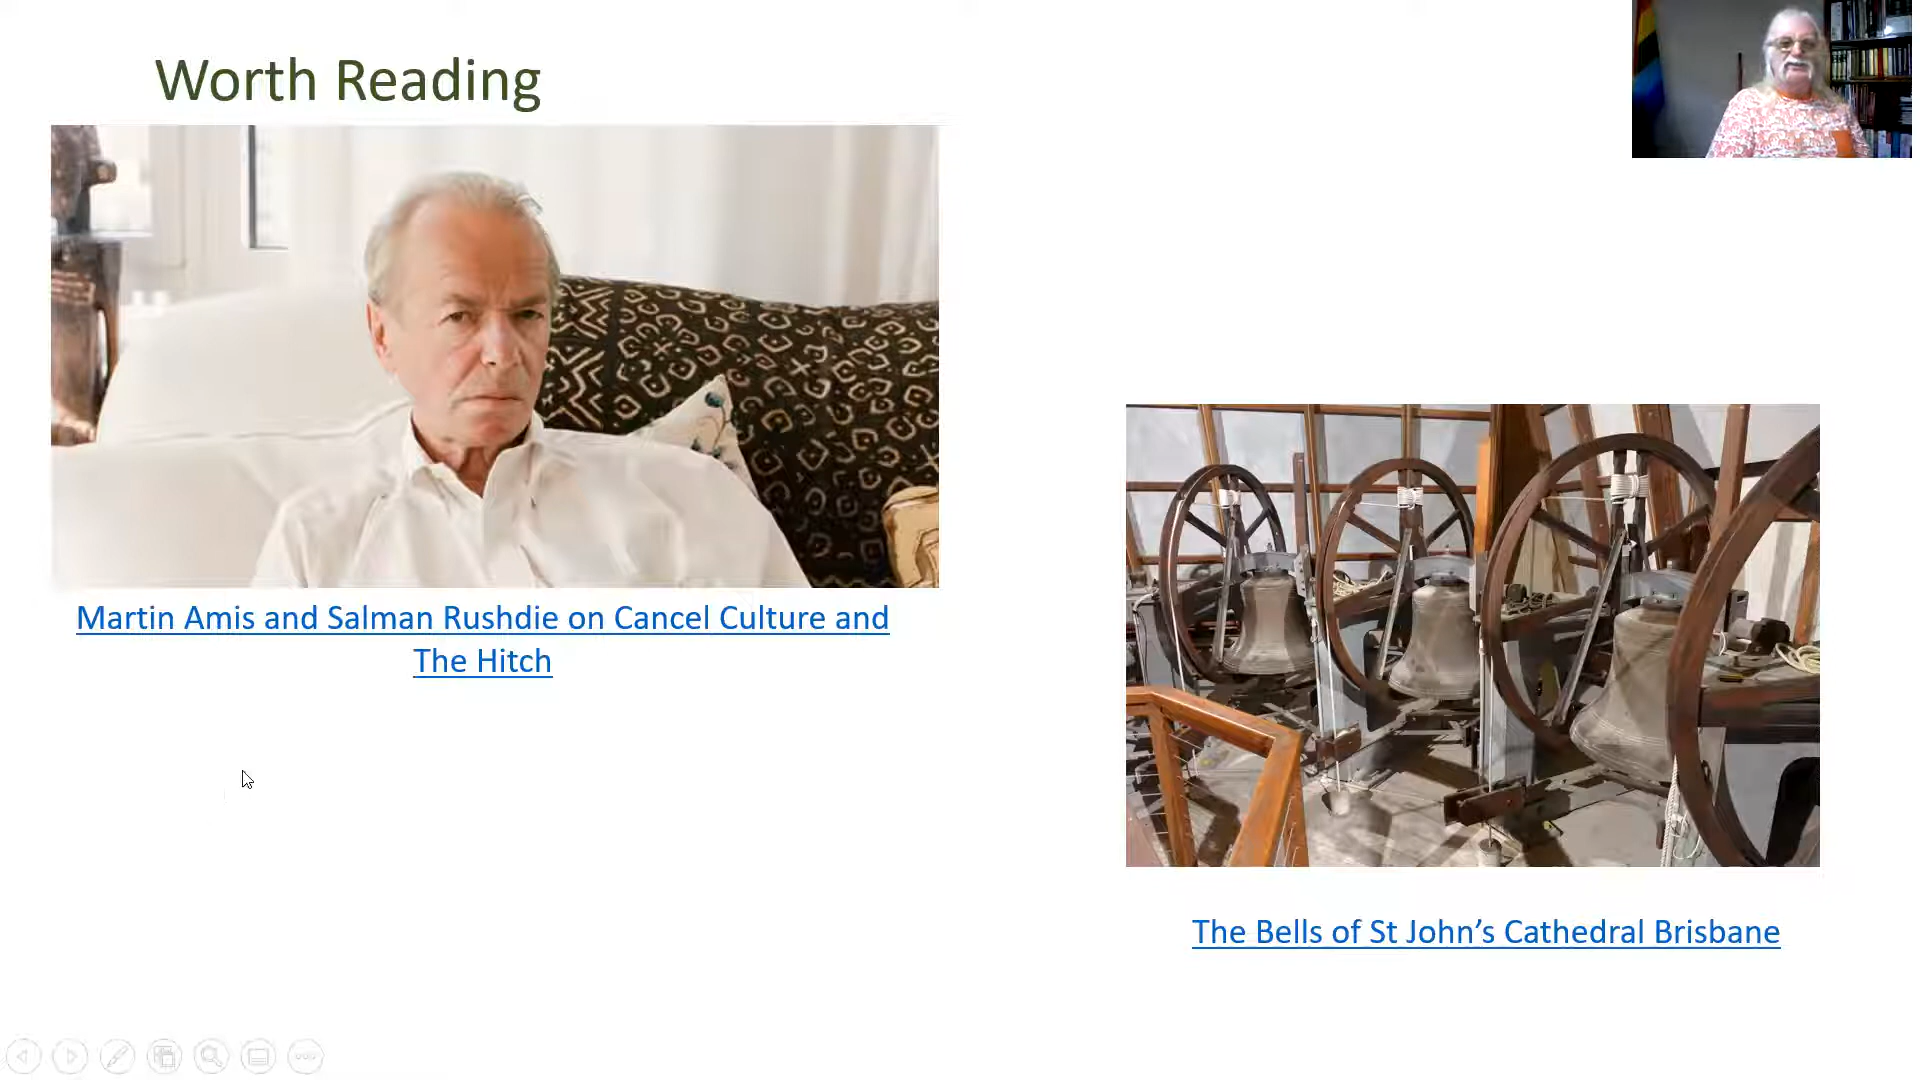 Worth Reading
Martin Amis and Salman Rushdie on Cancel Culture and
The Hitch
The Bells of St John’s Cathedral Brisbane